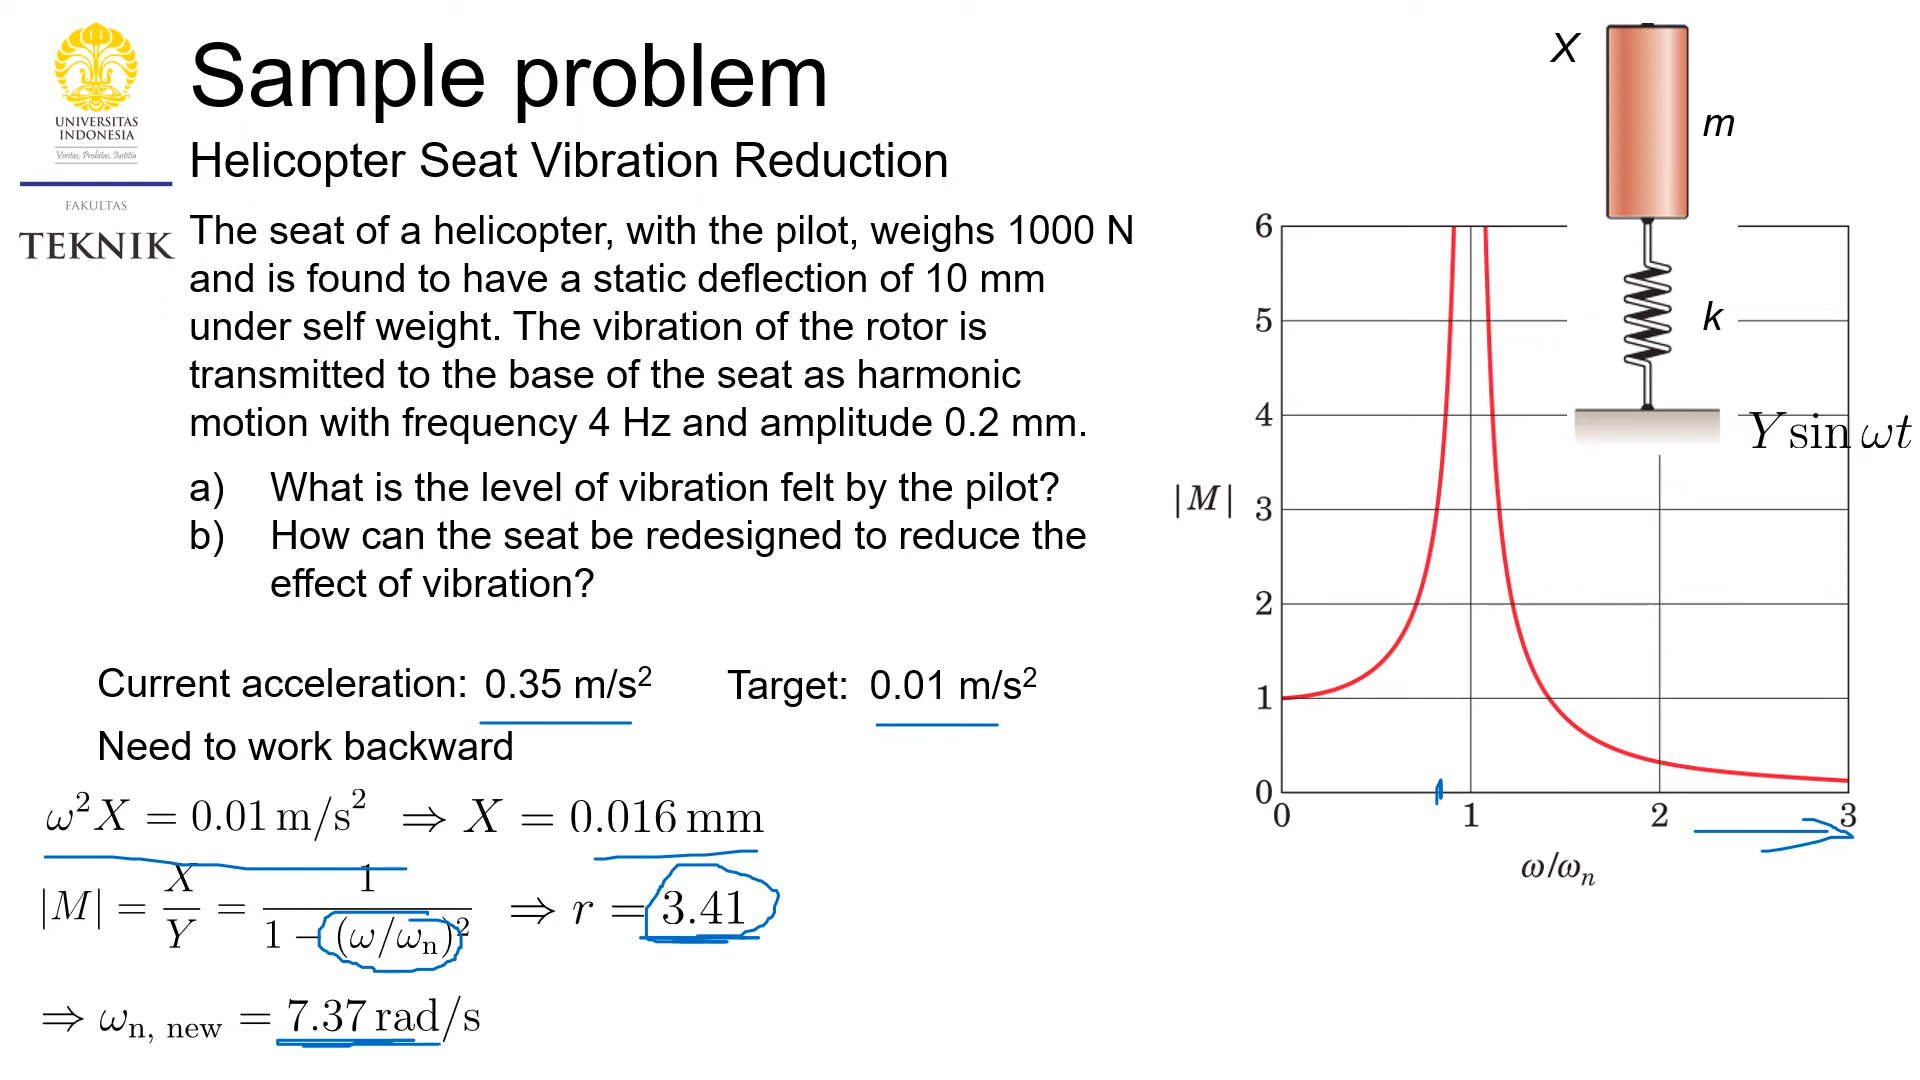 UNIVERSITAS
INDONESIA
Veritas, Probitas, Iustitia
FAKULTAS
TEKNIK
Sample problem
Helicopter Seat Vibration Reduction
The seat of a helicopter, with the pilot, weighs 1000 N
and is found to have a static deflection of 10 mm
under self weight. The vibration of the rotor is
transmitted to the base of the seat as harmonic
motion with frequency 4 Hz and amplitude 0.2 mm.
a) What is the level of vibration felt by the pilot?
b) How can the seat be redesigned to reduce the
effect of vibration?
Current acceleration: 0.35 m/s² Target: 0.01 m/s²
Need to work backward
ω²X = 0.01 m/s² ⇒ X = 0.016 mm
|M| = X/Y = 1/(1 − (ω/ωₙ)²) ⇒ r = 3.41
⇒ ωn, new = 7.37 rad/s
X
m
k
Y sin ωt
6
5
4
|M| 3
2
1
0
0 1 2 3
ω/ωₙ